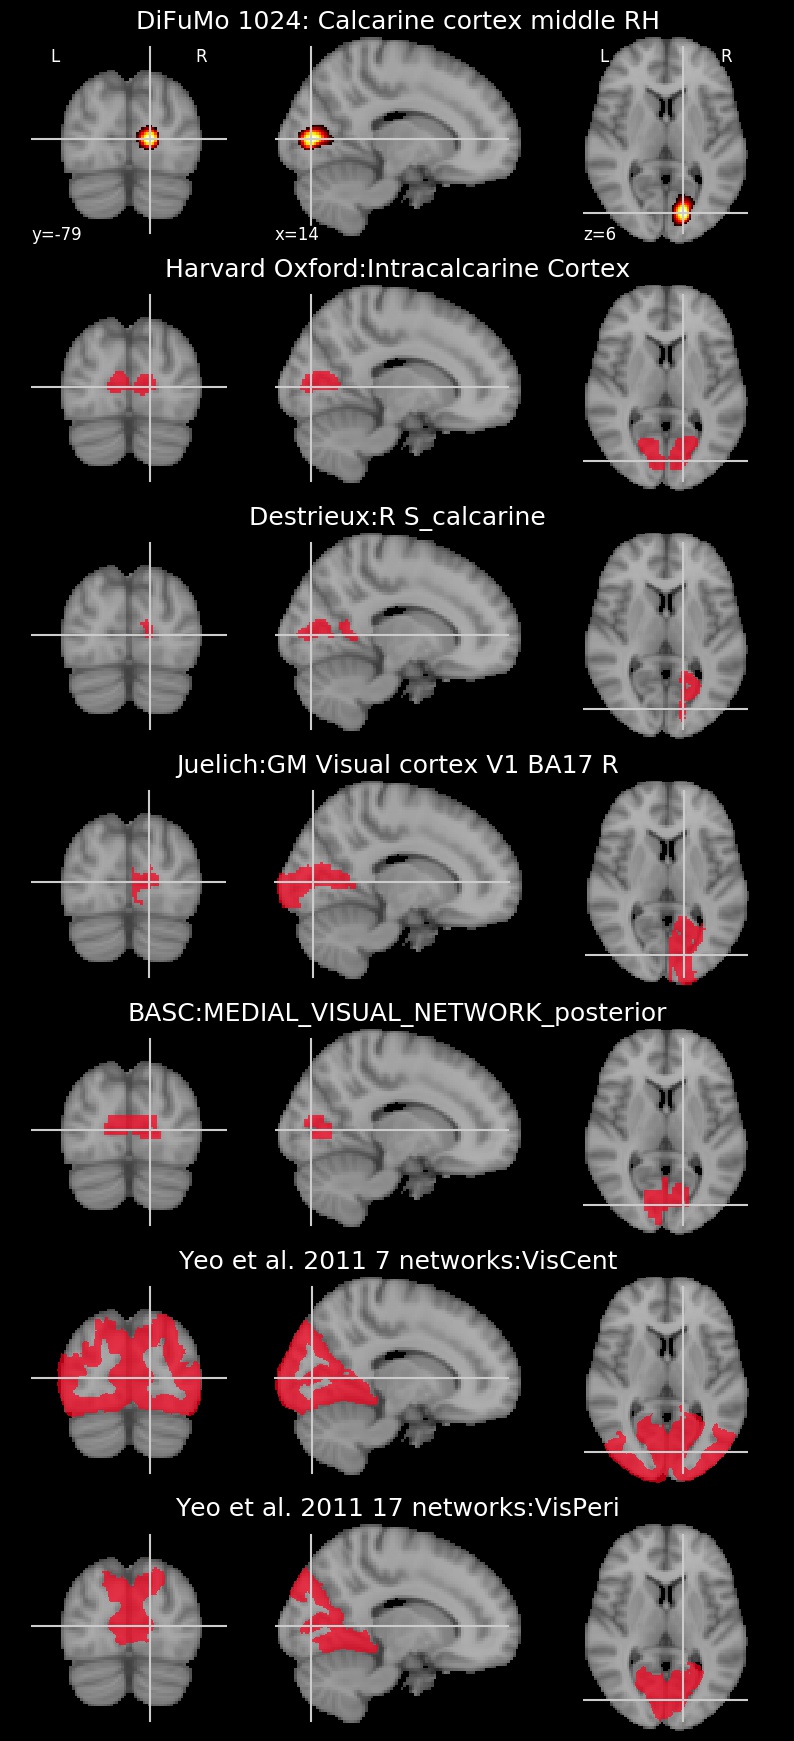 DiFuMo 1024: Calcarine cortex middle RH
L R L R
y=-79 x=14 z=6
Harvard Oxford:Intracalcarine Cortex
Destrieux:R S_calcarine
Juelich:GM Visual cortex V1 BA17 R
BASC:MEDIAL_VISUAL_NETWORK_posterior
Yeo et al. 2011 7 networks:VisCent
Yeo et al. 2011 17 networks:VisPeri